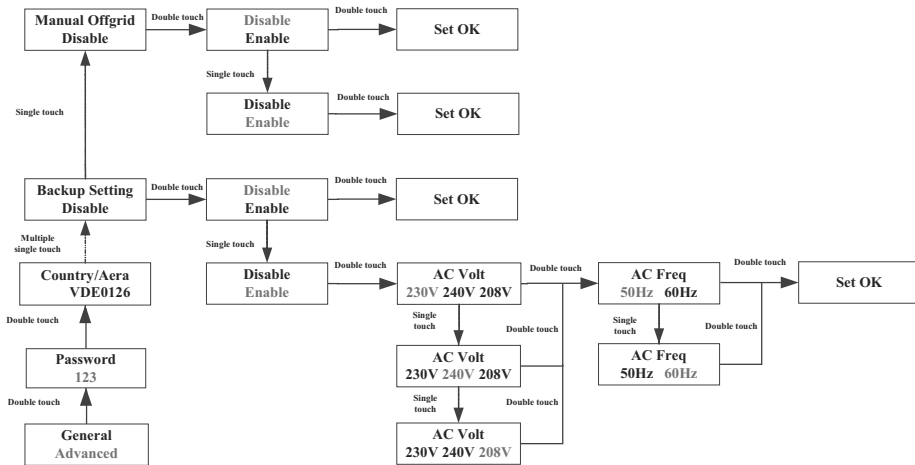 Manual Offgrid
Disable
Double touch
Disable
Enable
Double touch
Set OK
Single touch
Disable
Enable
Double touch
Set OK
Single touch
Backup Setting
Disable
Double touch
Disable
Enable
Double touch
Set OK
Single touch
Disable
Enable
Double touch
AC Volt
230V 240V 208V
Double touch
AC Freq
50Hz 60Hz
Double touch
Set OK
Multiple
single touch
Country/Aera
VDE0126
Single
touch
Double touch
Single
touch
Double touch
Double touch
AC Volt
230V 240V 208V
AC Freq
50Hz 60Hz
Password
123
Single
touch
Double touch
Double touch
AC Volt
230V 240V 208V
General
Advanced